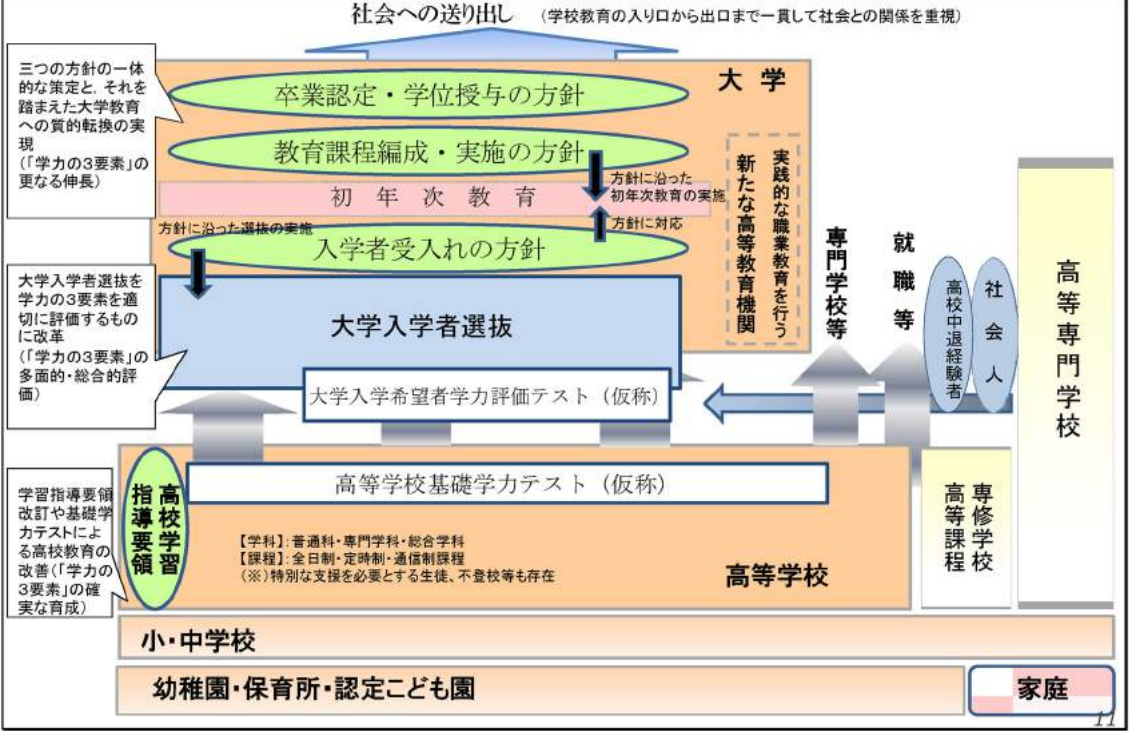 社会への送り出し (学校教育の入り口から出口まで一貫して社会との関係を重視)
三つの方針の一体
的な策定と、それを
踏まえた大学教育
への質的転換の実
現
(「学力の3要素」の
更なる伸長)
大 学
卒業認定・学位授与の方針
教育課程編成・実施の方針
方針に沿った
初年次教育の実施
初 年 次 教 育
方針に沿った選抜の実施
方針に対応
入学者受入れの方針
実践的な職業教育を行う
新たな高等教育機関
大学入学者選抜を
学力の3要素を適
切に評価するもの
に改革
(「学力の3要素」の
多面的・総合的評
価)
大学入学者選抜
大学入学希望者学力評価テスト(仮称)
専門学校等
就職等
高校中退経験者
社会人
高等専門学校
学習指導要領
改訂や基礎学
力テストによ
る高校教育の
改善(「学力の
3要素」の確
実な育成)
高校学習
指導要領
高等学校基礎学力テスト(仮称)
【学科】:普通科・専門学科・総合学科
【課程】:全日制・定時制・通信制課程
(※)特別な支援を必要とする生徒、不登校等も存在
高等学校
専修学校
高等課程
小・中学校
幼稚園・保育所・認定こども園
家庭
11